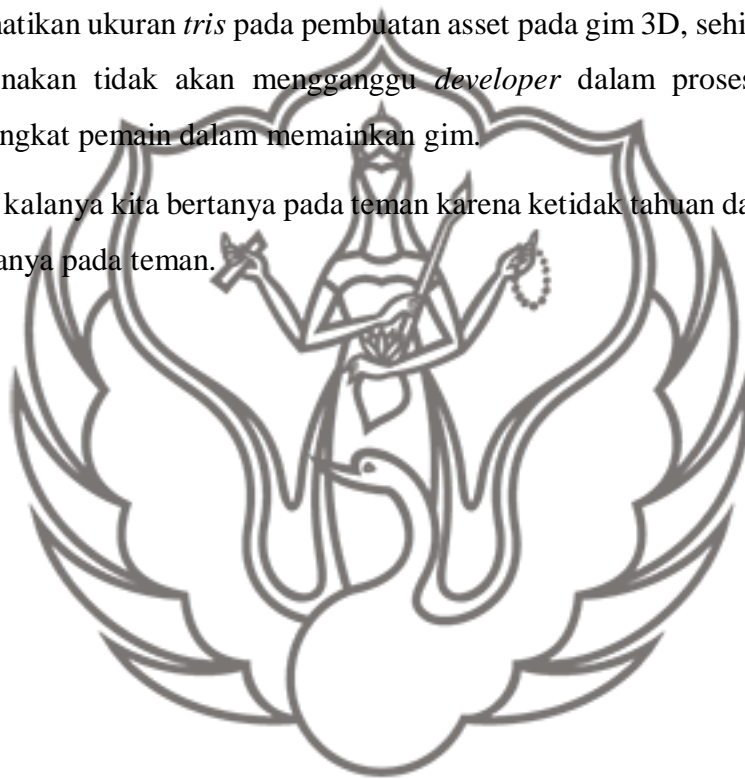 natikan ukuran tris pada pembuatan asset pada gim 3D, sehi
nakan tidak akan mengganggu developer dalam proses
ngkat pemain dalam memainkan gim.
kalanya kita bertanya pada teman karena ketidak tahuan da
anya pada teman.